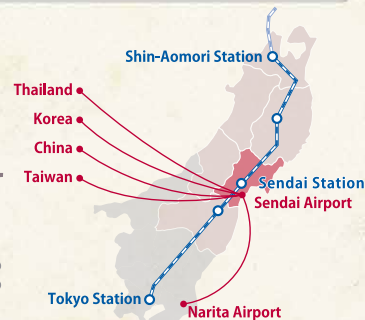 Shin-Aomori Station
Thailand
Korea
China
Taiwan
Sendai Station
Sendai Airport
Tokyo Station
Narita Airport